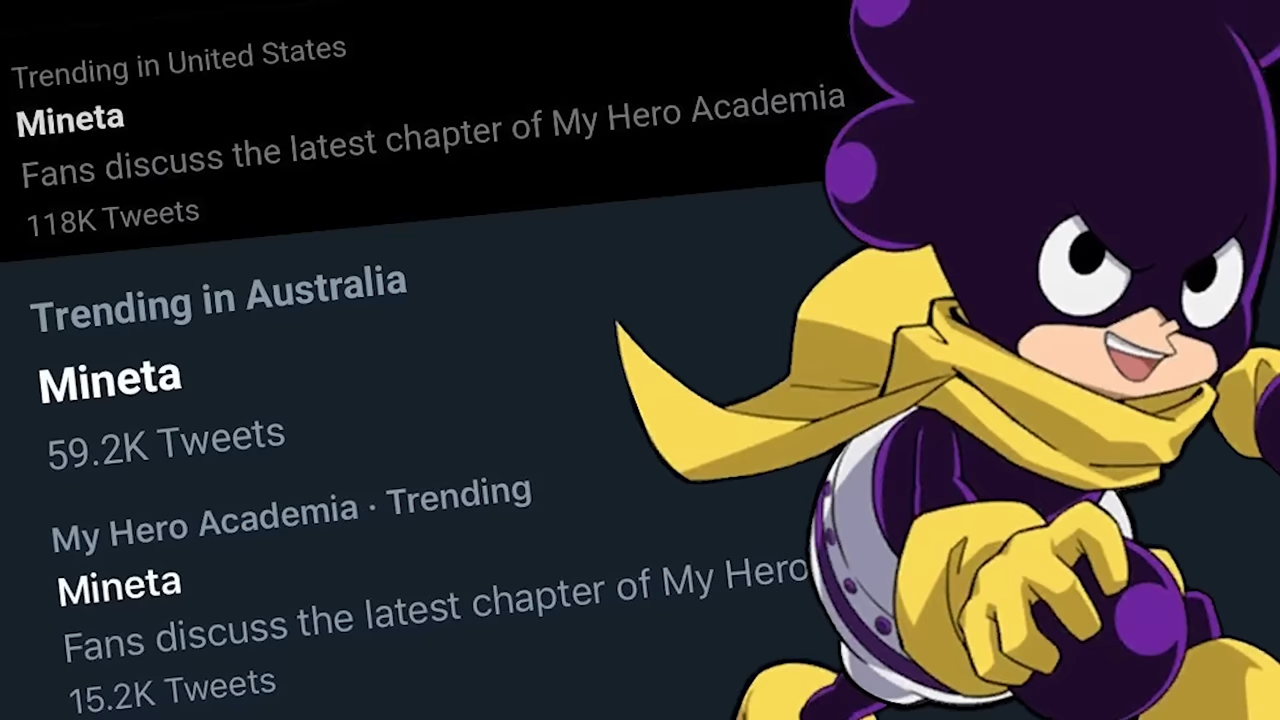 Trending in United States
Mineta
Fans discuss the latest chapter of My Hero Academia
118K Tweets
Trending in Australia
Mineta
59.2K Tweets
My Hero Academia · Trending
Mineta
Fans discuss the latest chapter of My Hero
15.2K Tweets